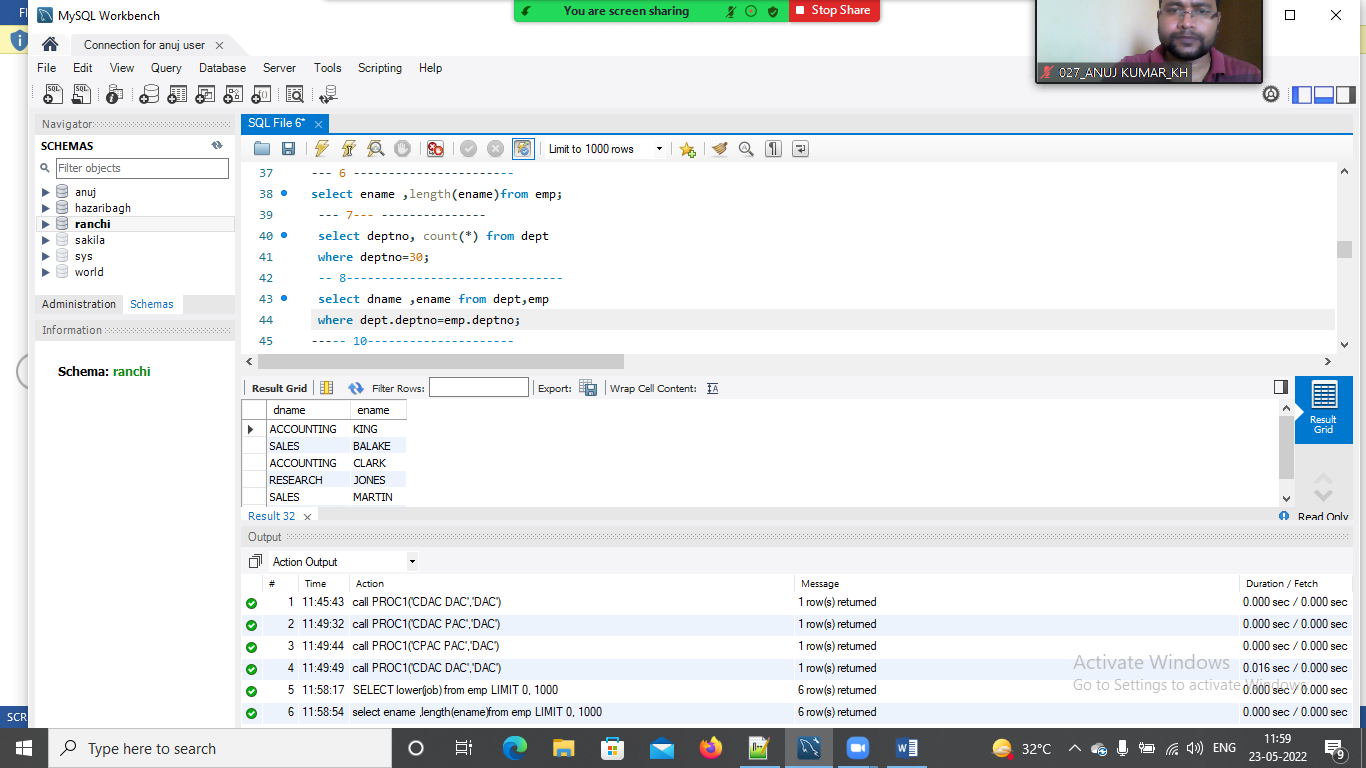 MySQL Workbench
You are screen sharing
Stop Share
027_ANUJ KUMAR_KH
Connection for anuj user
File Edit View Query Database Server Tools Scripting Help
Navigator
SCHEMAS
Filter objects
anuj
hazaribagh
ranchi
sakila
sys
world
Administration Schemas
Information
Schema: ranchi
SQL File 6*
Limit to 1000 rows
37 --- 6 -----------------------
38 select ename ,length(ename)from emp;
39 --- 7--- ---------------
40 select deptno, count(*) from dept
41 where deptno=30;
42 -- 8-------------------------------
43 select dname ,ename from dept,emp
44 where dept.deptno=emp.deptno;
45 ----- 10---------------------
Result Grid Filter Rows: Export: Wrap Cell Content:
dname ename
ACCOUNTING KING
SALES BALAKE
ACCOUNTING CLARK
RESEARCH JONES
SALES MARTIN
Result Grid
Result 32
Read Only
Output
Action Output
# Time Action Message Duration / Fetch
1 11:45:43 call PROC1('CDAC DAC','DAC') 1 row(s) returned 0.000 sec / 0.000 sec
2 11:49:32 call PROC1('CDAC PAC','DAC') 1 row(s) returned 0.000 sec / 0.000 sec
3 11:49:44 call PROC1('CPAC PAC','DAC') 1 row(s) returned 0.000 sec / 0.000 sec
4 11:49:49 call PROC1('CDAC DAC','DAC') 1 row(s) returned 0.016 sec / 0.000 sec
5 11:58:17 SELECT lower(job) from emp LIMIT 0, 1000 6 row(s) returned 0.000 sec / 0.000 sec
6 11:58:54 select ename ,length(ename)from emp LIMIT 0, 1000 6 row(s) returned 0.000 sec / 0.000 sec
Activate Windows
Go to Settings to activate Windows.
SCR
Type here to search
32°C
ENG
11:59
23-05-2022
9